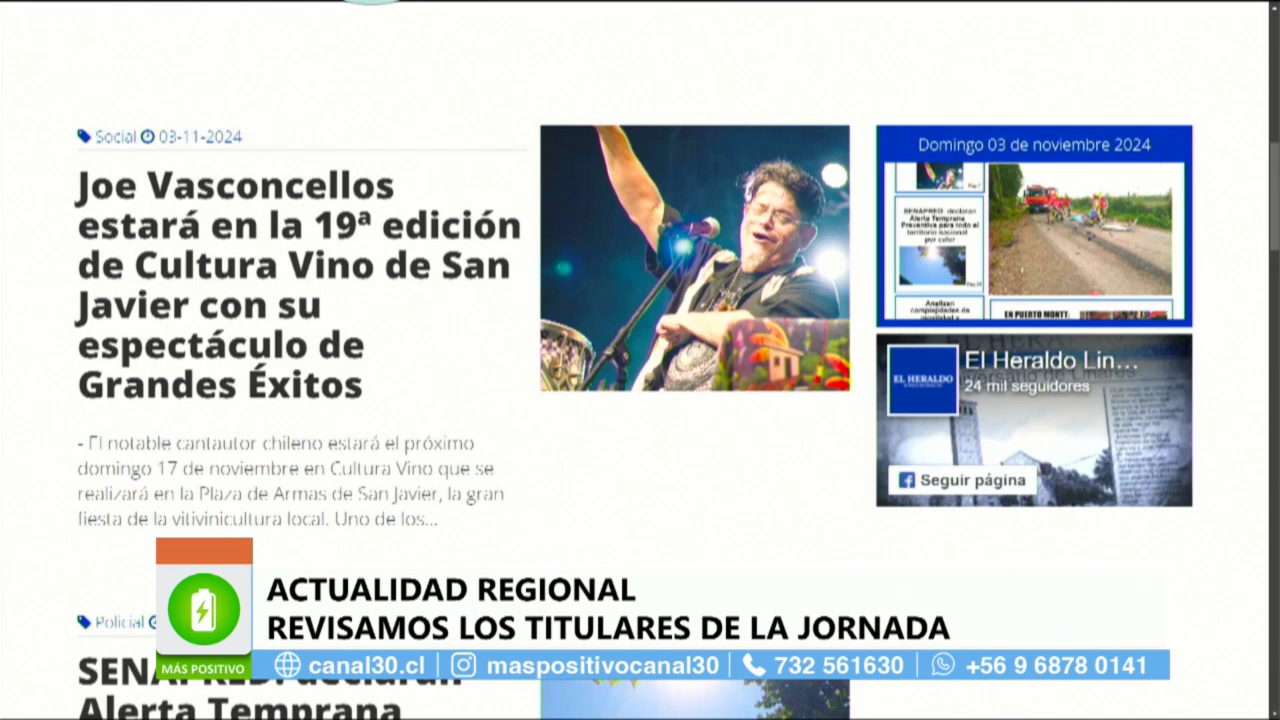 Social 03-11-2024
Joe Vasconcellos
estará en la 19ª edición
de Cultura Vino de San
Javier con su
espectáculo de
Grandes Éxitos
- El notable cantautor chileno estará el próximo
domingo 17 de noviembre en Cultura Vino que se
realizará en la Plaza de Armas de San Javier, la gran
fiesta de la vitivinicultura local. Uno de los...
Domingo 03 de noviembre 2024
SENAPRED: declaran
Alerta Temprana
Preventiva para todo el
territorio nacional
por calor
Analizan
complejidades de
EN PUERTO MONTT:
EL HERALDO
El Heraldo Lin...
24 mil seguidores
Seguir página
Policial
SENAPRED: declaran
Alerta Temprana
MÁS POSITIVO
ACTUALIDAD REGIONAL
REVISAMOS LOS TITULARES DE LA JORNADA
canal30.cl | maspositivocanal30 | 732 561630 | +56 9 6878 0141